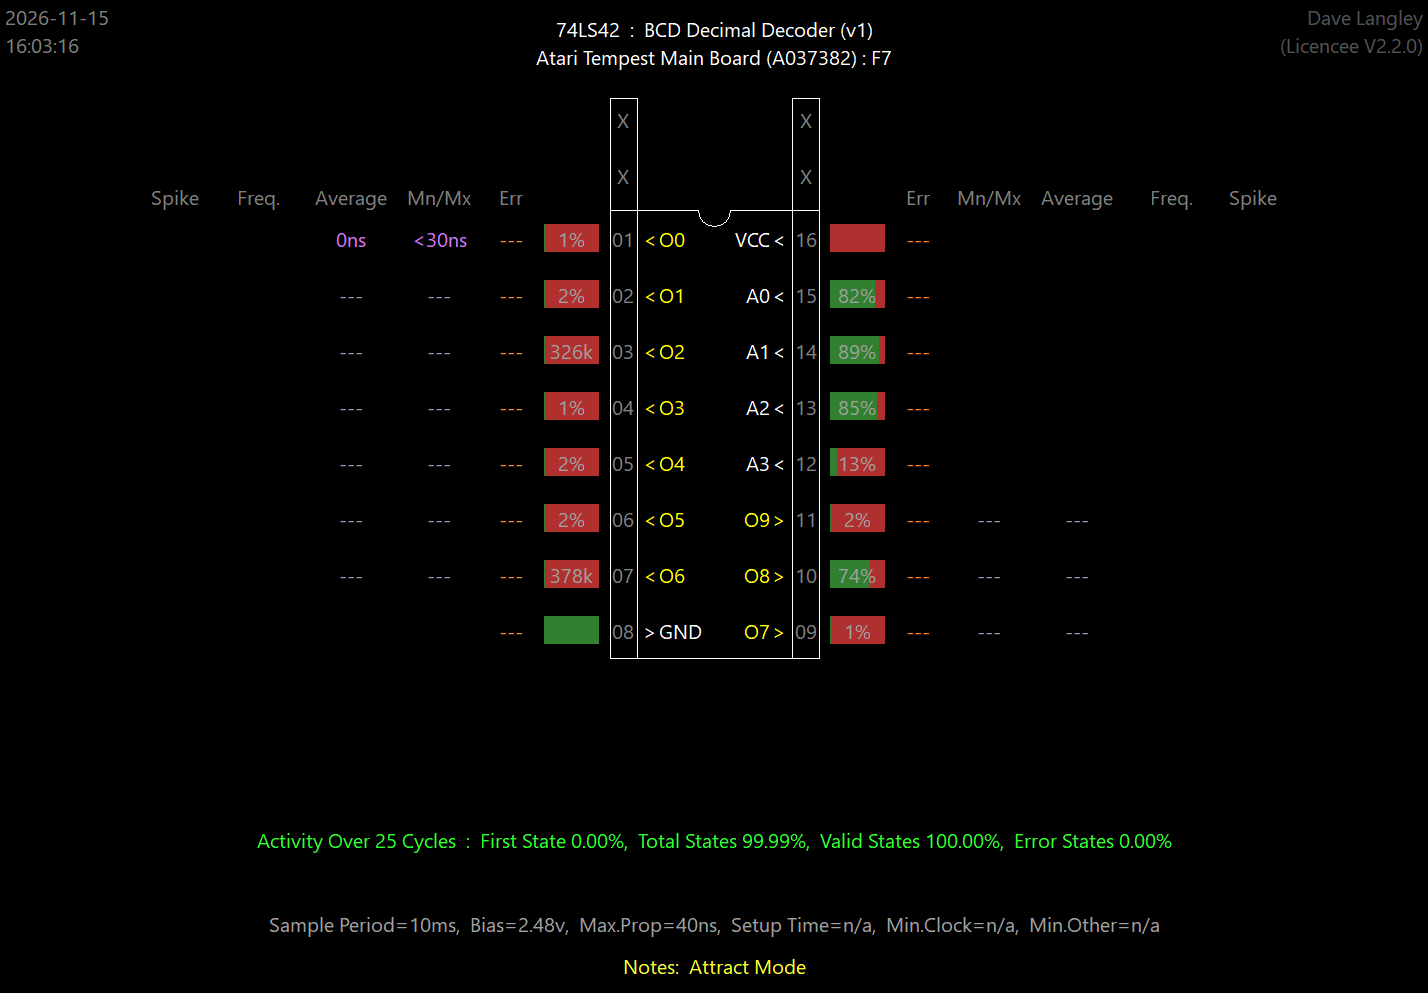 2026-11-15
16:03:16
74LS42 : BCD Decimal Decoder (v1)
Atari Tempest Main Board (A037382) : F7
Dave Langley
(Licencee V2.2.0)
X X
X X
Spike Freq. Average Mn/Mx Err Err Mn/Mx Average Freq. Spike
0ns <30ns --- 1% 01 <O0 VCC< 16 ---
--- --- --- 2% 02 <O1 A0< 15 82% ---
--- --- --- 326k 03 <O2 A1< 14 89% ---
--- --- --- 1% 04 <O3 A2< 13 85% ---
--- --- --- 2% 05 <O4 A3< 12 13% ---
--- --- --- 2% 06 <O5 O9> 11 2% --- --- ---
--- --- --- 378k 07 <O6 O8> 10 74% --- --- ---
--- 08 >GND O7> 09 1% --- --- ---
Activity Over 25 Cycles : First State 0.00%, Total States 99.99%, Valid States 100.00%, Error States 0.00%
Sample Period=10ms, Bias=2.48v, Max.Prop=40ns, Setup Time=n/a, Min.Clock=n/a, Min.Other=n/a
Notes: Attract Mode